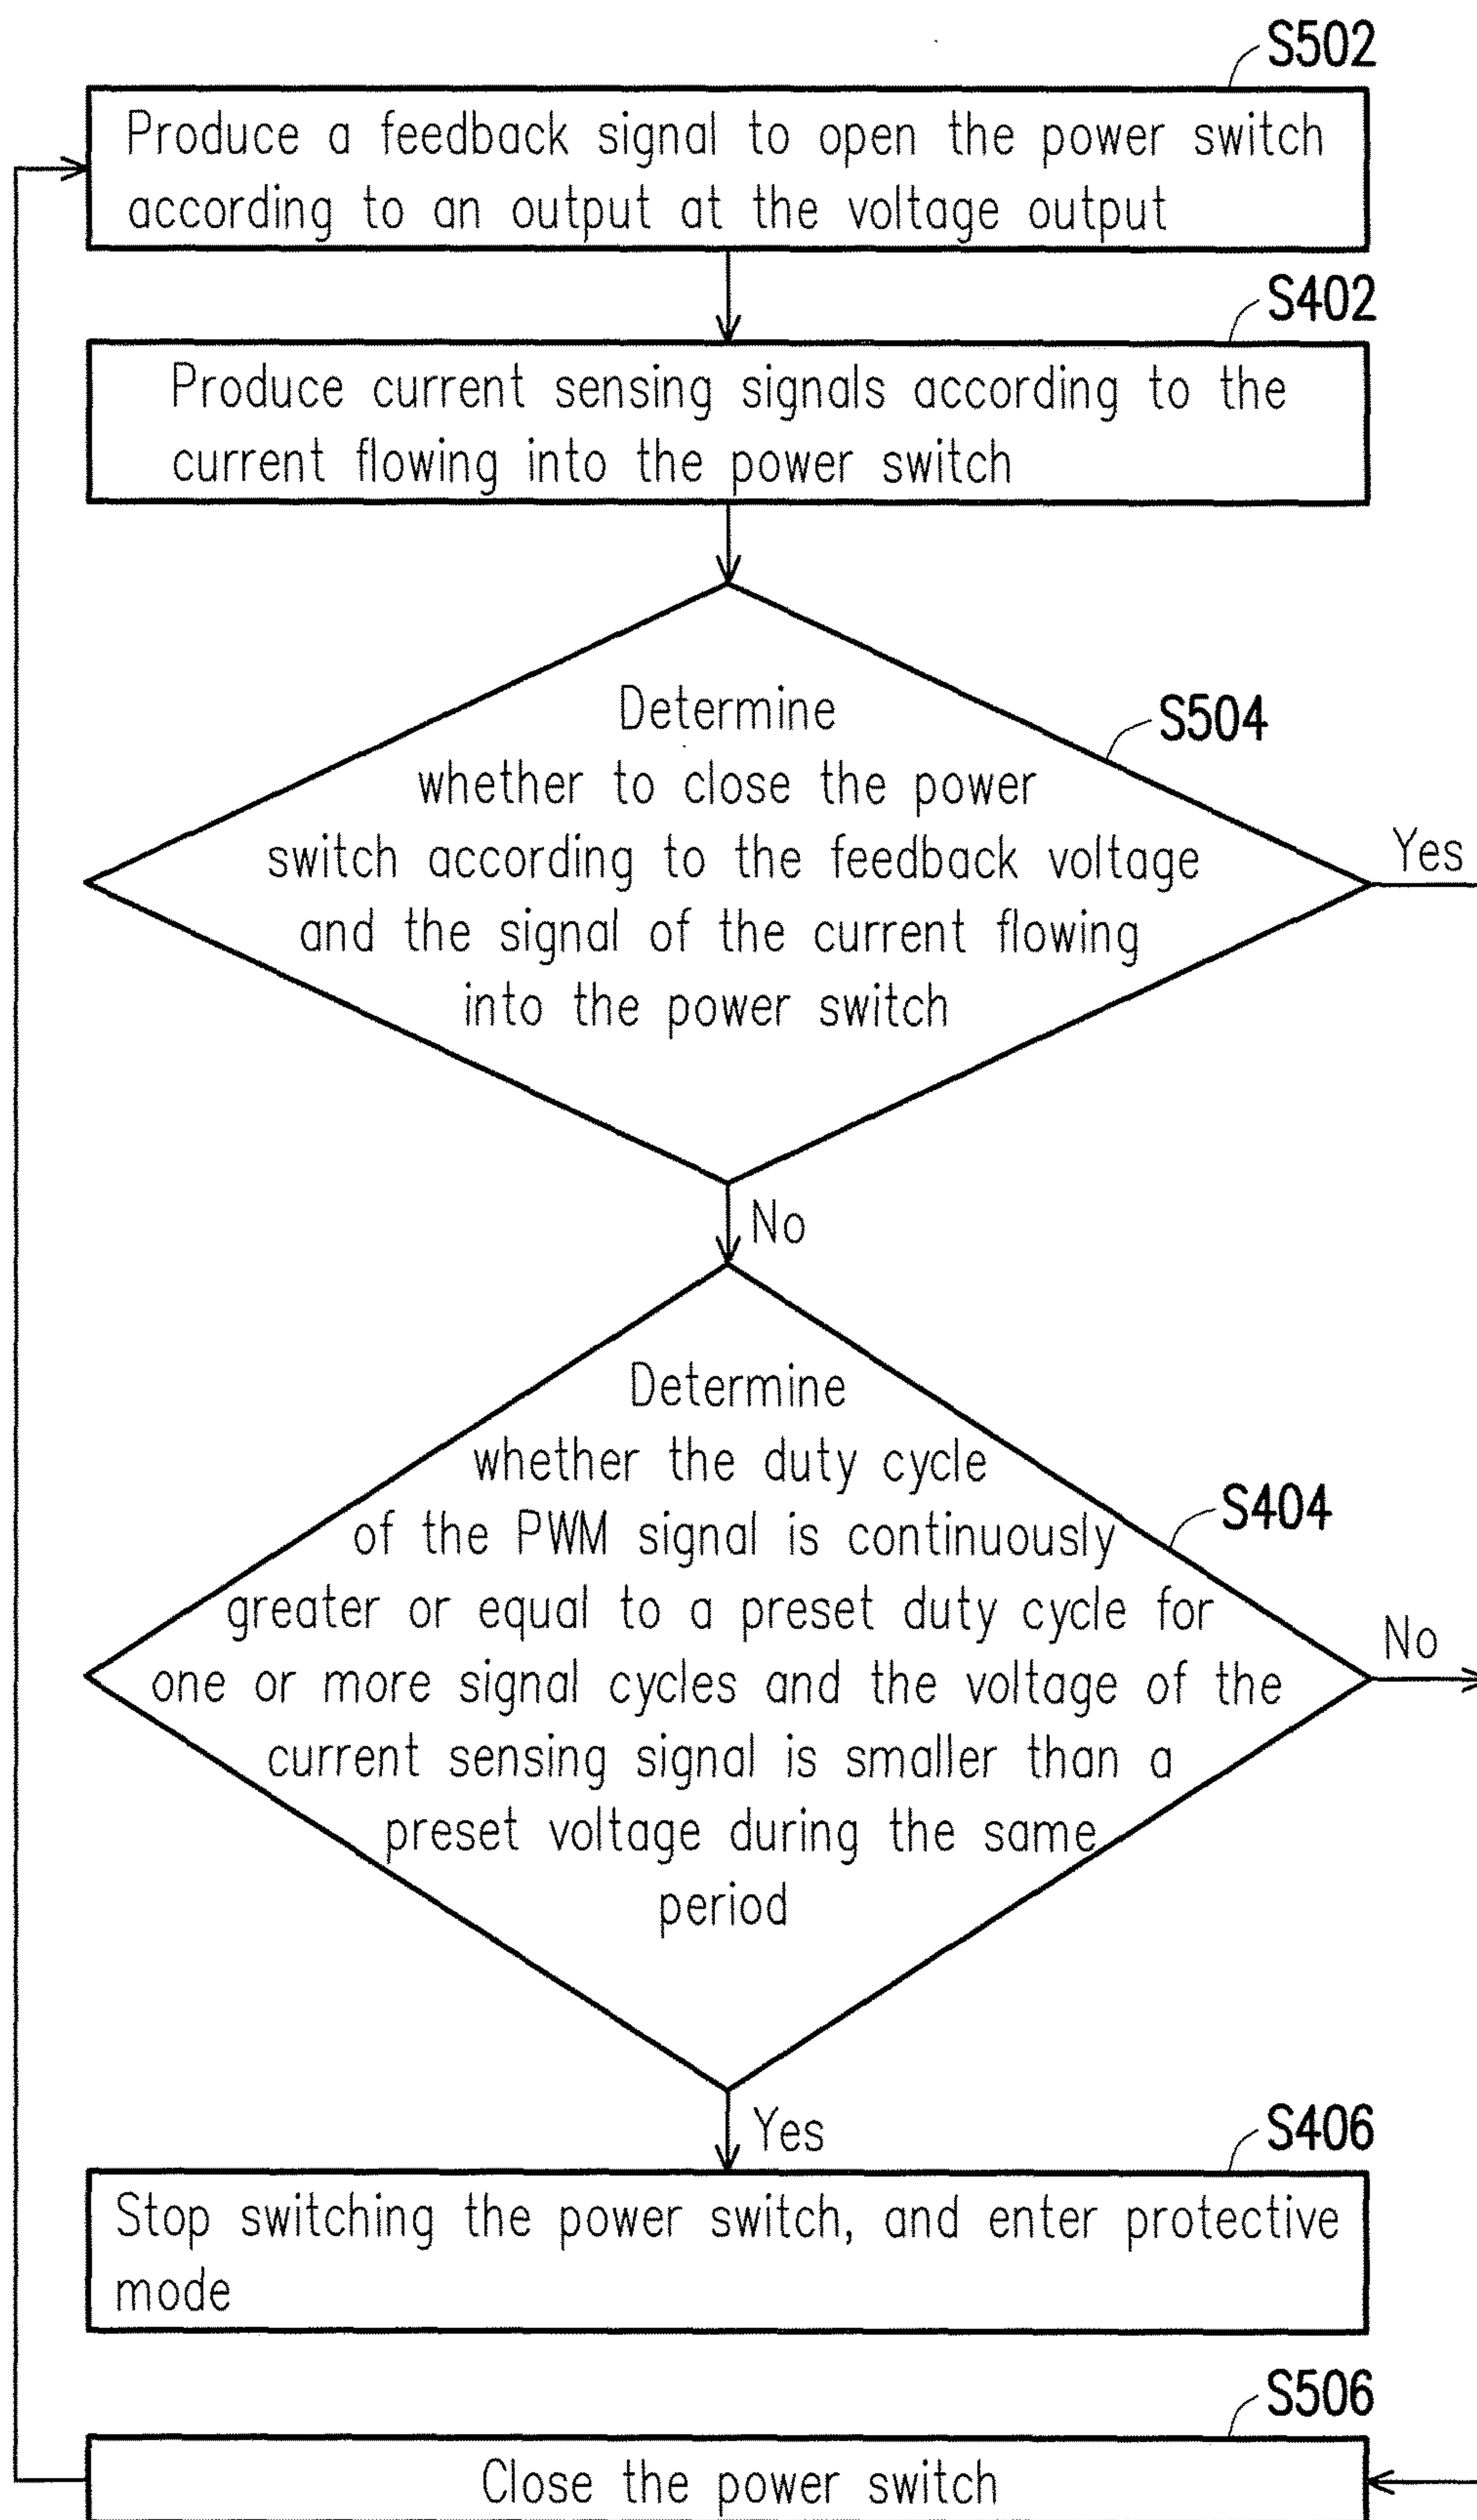 S502
Produce a feedback signal to open the power switch
according to an output at the voltage output
S402
Produce current sensing signals according to the
current flowing into the power switch
S504
Determine
whether to close the power
switch according to the feedback voltage
and the signal of the current flowing
into the power switch
Yes
No
S404
Determine
whether the duty cycle
of the PWM signal is continuously
greater or equal to a preset duty cycle for
one or more signal cycles and the voltage of the
current sensing signal is smaller than a
preset voltage during the same
period
No
Yes
S406
Stop switching the power switch, and enter protective
mode
S506
Close the power switch